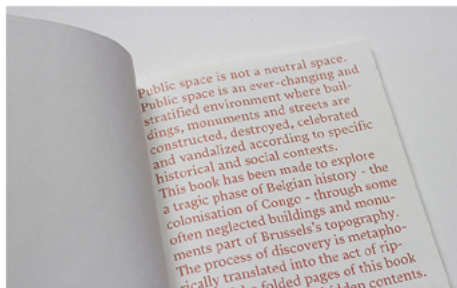 Public space is not a neutral space.
Public space is an ever-changing and
stratified environment where buil-
dings, monuments and streets are
constructed, destroyed, celebrated
and vandalized according to specific
historical and social contexts.
This book has been made to explore
a tragic phase of Belgian history - the
colonisation of Congo - through some
often neglected buildings and monu-
ments part of Brussels's topography.
The process of discovery is metapho-
rically translated into the act of rip-
folded pages of this book
contents.